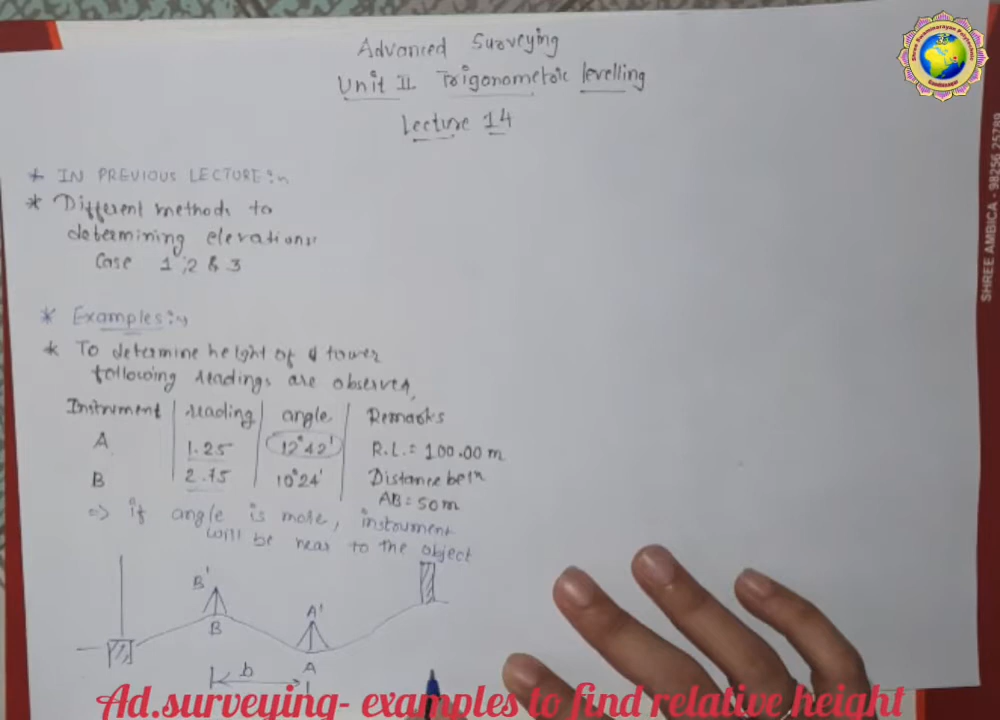 Advanced Surveying
Unit II Trigonometric levelling
Lecture 14
* IN PREVIOUS LECTURE:~
* Different methods to
determining elevations
Case 1,2 & 3
* Examples:~
* To determine height of a tower
following readings are observed,
Instrument reading angle Remarks
A 1.25 12°42' R.L.= 100.00 m
B 2.75 10°24' Distance betn
AB = 50m
=> if angle is more, instrument
will be near to the object
B'
A'
B
A
b
SHREE AMBICA - 98256 25789
Ad.surveying- examples to find relative height